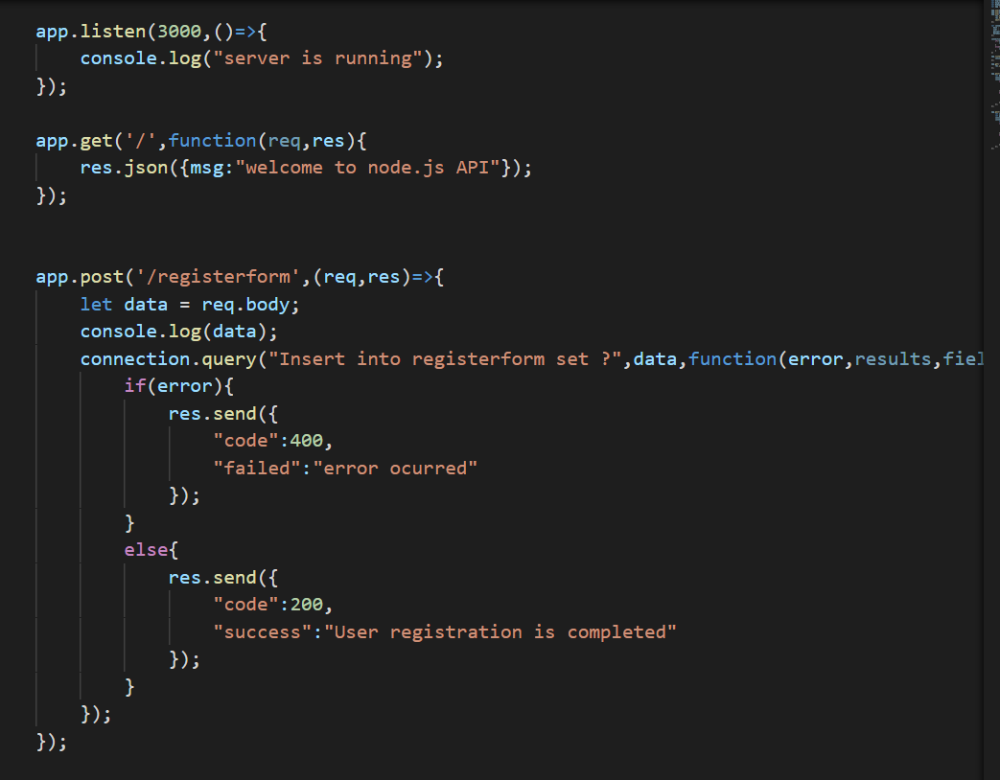 app.listen(3000,()=>{
console.log("server is running");
});
app.get('/',function(req,res){
res.json({msg:"welcome to node.js API"});
});
app.post('/registerform',(req,res)=>{
let data = req.body;
console.log(data);
connection.query("Insert into registerform set ?",data,function(error,results,fiel
if(error){
res.send({
"code":400,
"failed":"error ocurred"
});
}
else{
res.send({
"code":200,
"success":"User registration is completed"
});
}
});
});